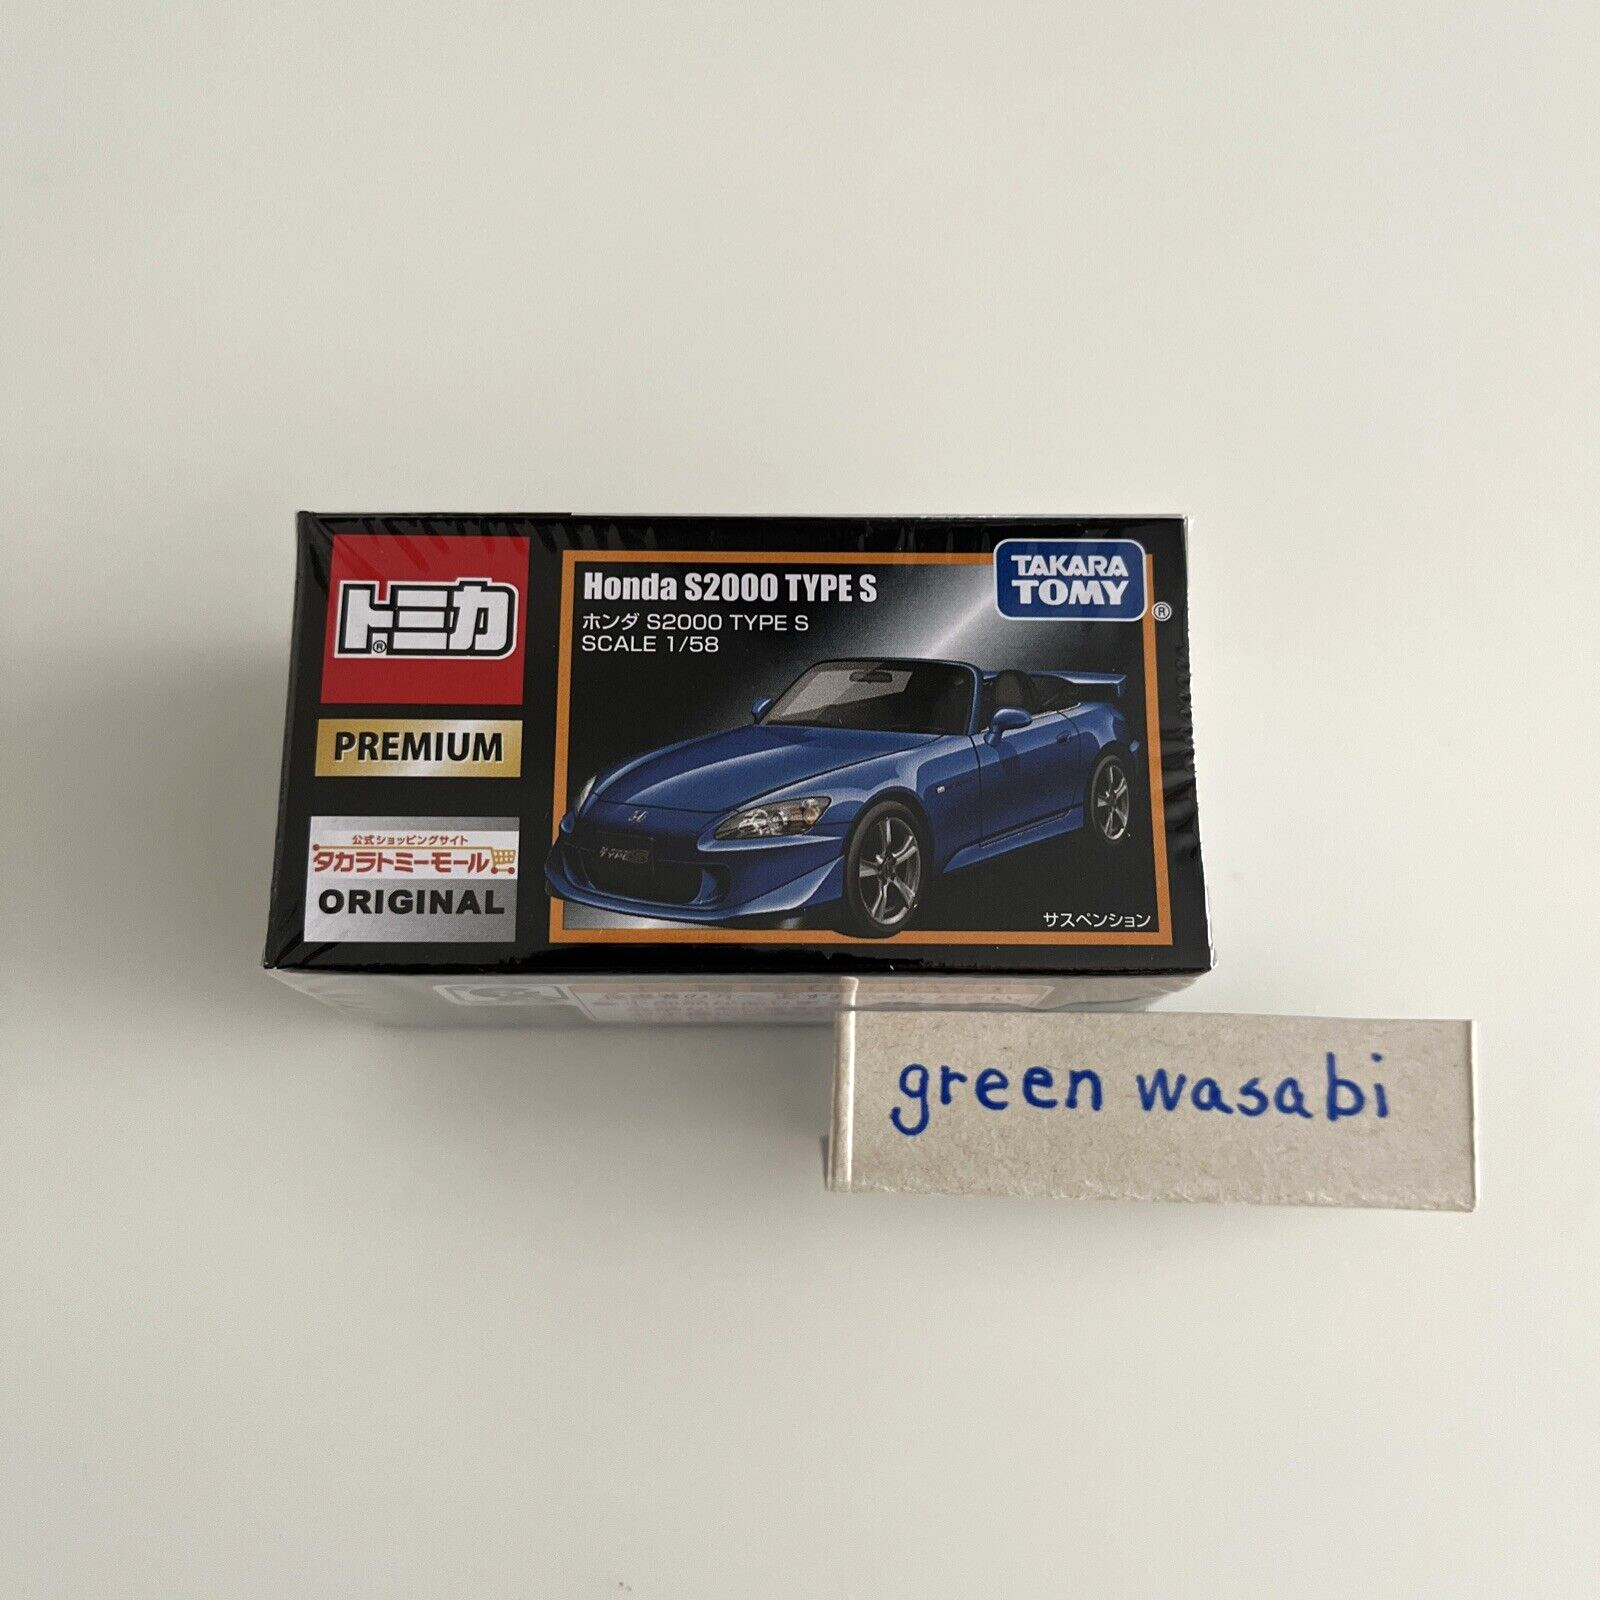 トミカ®
PREMIUM
公式ショッピングサイト
タカラトミーモール
ORIGINAL
Honda S2000 TYPE S
ホンダ S2000 TYPE S
SCALE 1/58
TAKARA
TOMY®
TYPE S
サスペンション
green wasabi